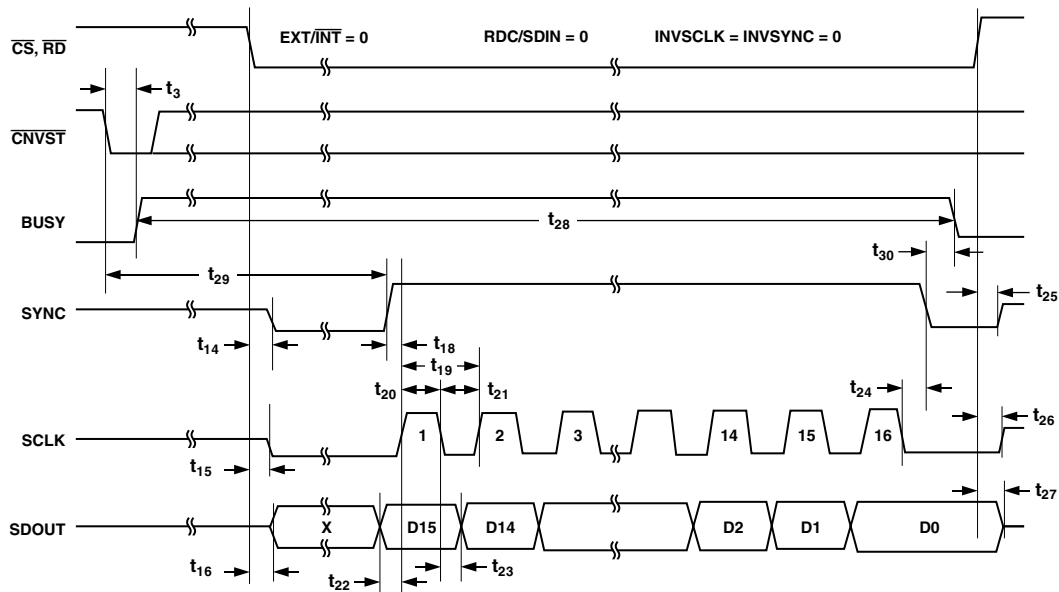 EXT/INT = 0 RDC/SDIN = 0 INVSCLK = INVSYNC = 0
CS, RD
t3
CNVST
BUSY
t28
t30
t29
t25
SYNC
t14
t18
t19
t20
t21
t24
t26
SCLK
1 2 3 14 15 16
t15
t27
SDOUT
X D15 D14 D2 D1 D0
t16
t22
t23